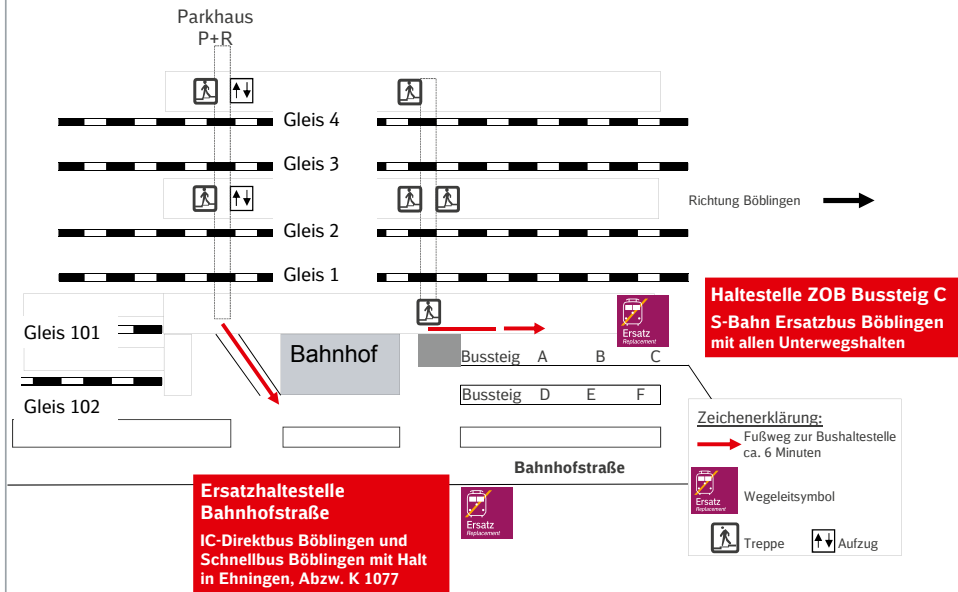 Parkhaus
P+R
Gleis 4
Gleis 3
Richtung Böblingen
Gleis 2
Gleis 1
Haltestelle ZOB Bussteig C
S-Bahn Ersatzbus Böblingen
mit allen Unterwegshalten
Ersatz
Replacement
Gleis 101
Bahnhof
Bussteig A B C
Bussteig D E F
Gleis 102
Zeichenerklärung:
Fußweg zur Bushaltestelle
ca. 6 Minuten
Ersatz
Replacement
Wegeleitsymbol
Treppe
Aufzug
Bahnhofstraße
Ersatzhaltestelle
Bahnhofstraße
IC-Direktbus Böblingen und
Schnellbus Böblingen mit Halt
in Ehningen, Abzw. K 1077
Ersatz
Replacement